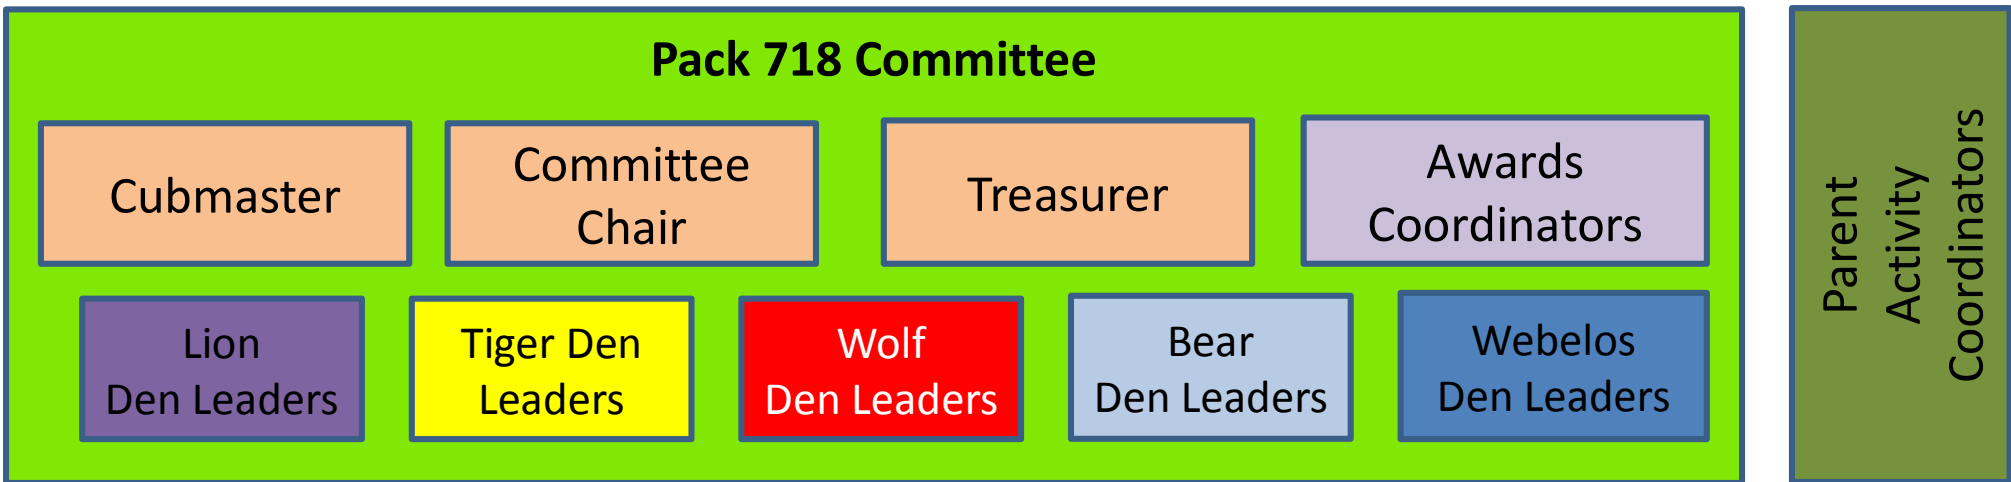 Pack 718 Committee
Cubmaster
Committee
Chair
Treasurer
Awards
Coordinators
Lion
Den Leaders
Tiger Den
Leaders
Wolf
Den Leaders
Bear
Den Leaders
Webelos
Den Leaders
Parent
Activity
Coordinators